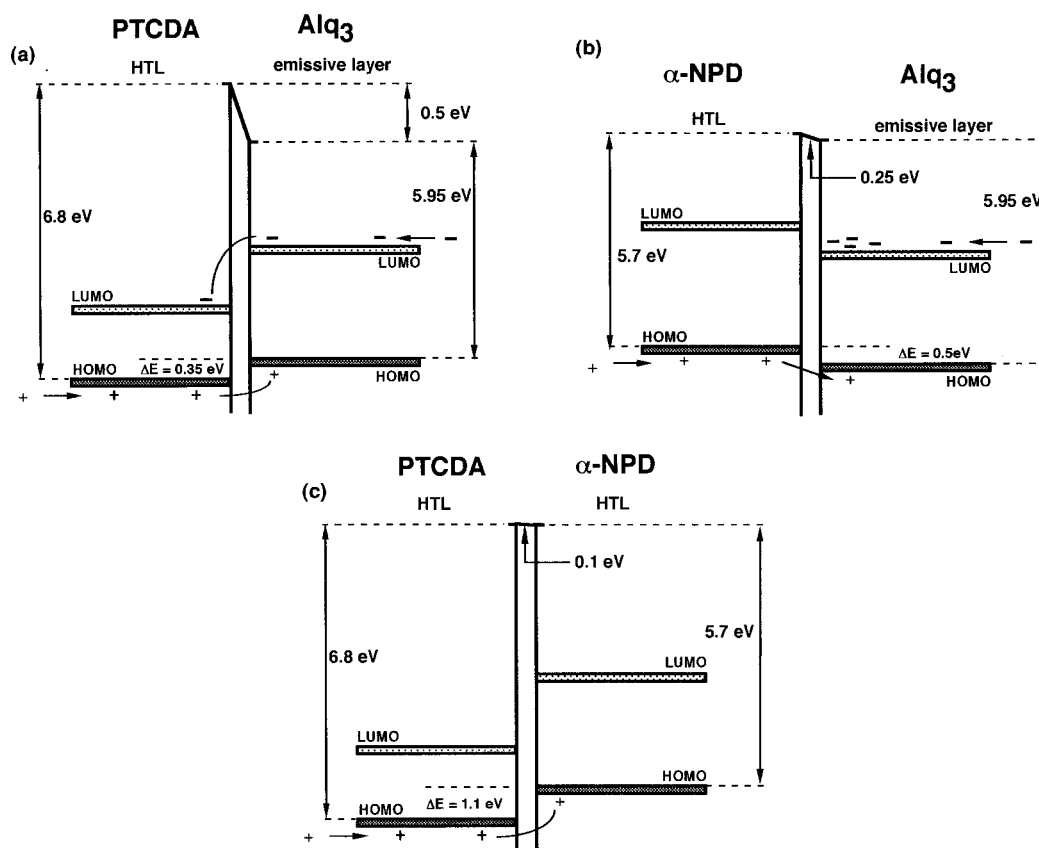 (a)
PTCDA
Alq3
HTL
emissive layer
0.5 eV
6.8 eV
5.95 eV
LUMO
LUMO
HOMO
ΔE = 0.35 eV
HOMO
(b)
α-NPD
Alq3
HTL
emissive layer
0.25 eV
5.95 eV
LUMO
5.7 eV
LUMO
HOMO
ΔE = 0.5eV
HOMO
(c)
PTCDA
α-NPD
HTL
HTL
0.1 eV
6.8 eV
5.7 eV
LUMO
LUMO
HOMO
ΔE = 1.1 eV
HOMO